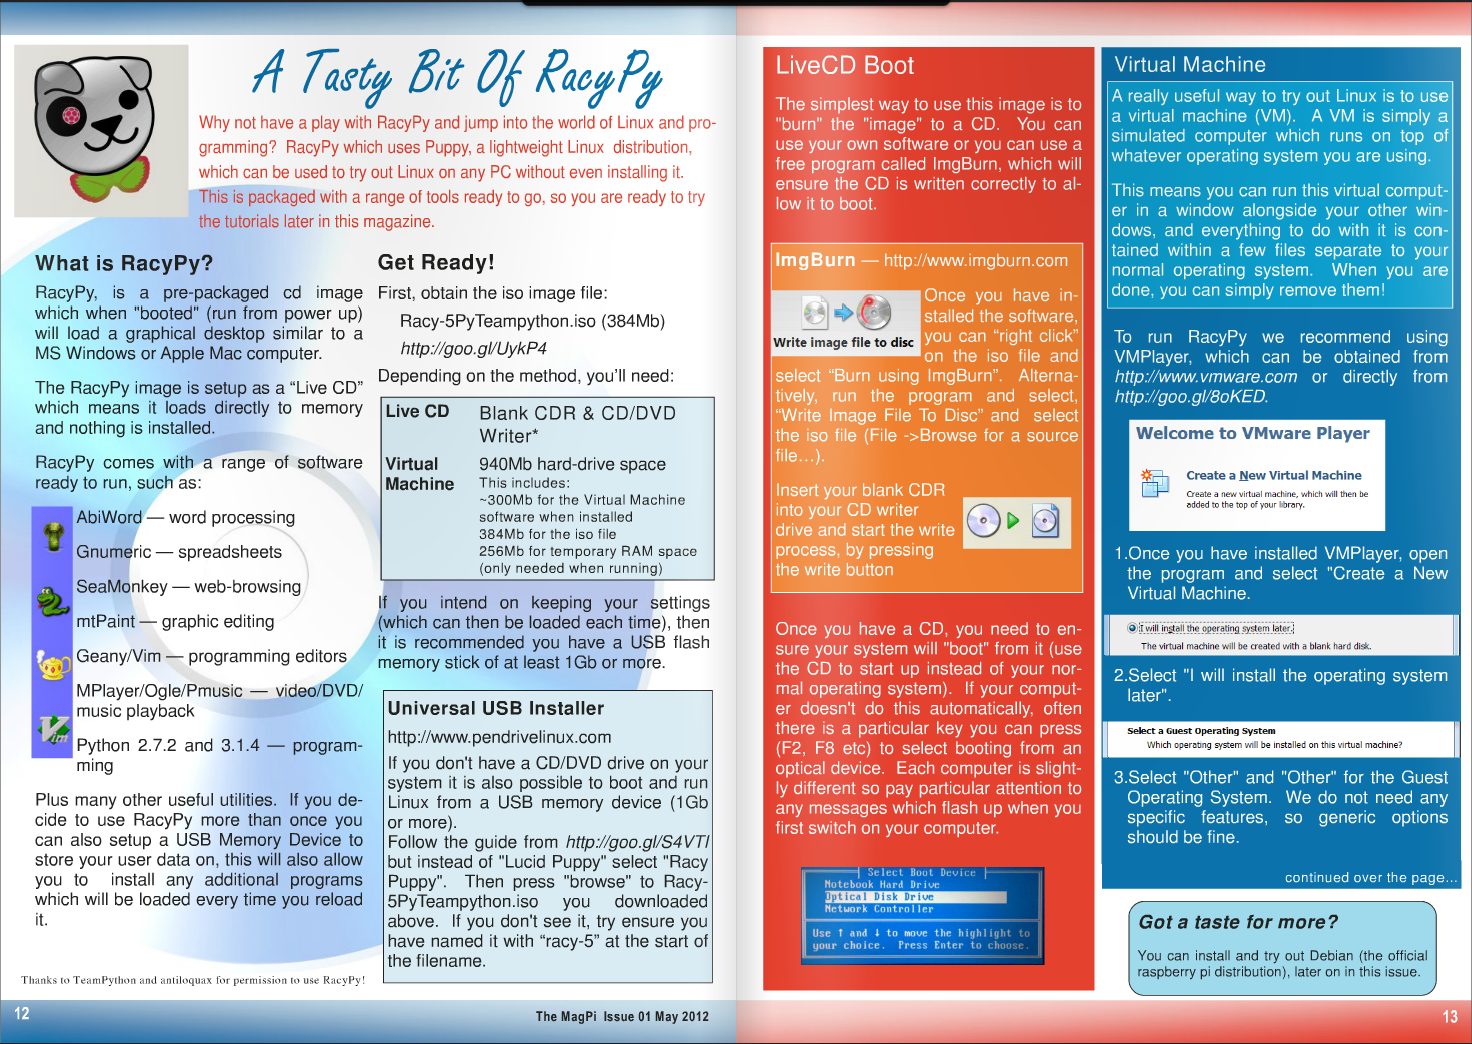 A Tasty Bit Of RacyPy
Why not have a play with RacyPy and jump into the world of Linux and pro-
gramming?  RacyPy which uses Puppy, a lightweight Linux  distribution,
which can be used to try out Linux on any PC without even installing it.
This is packaged with a range of tools ready to go, so you are ready to try
the tutorials later in this magazine.
What is RacyPy?
RacyPy, is a pre-packaged cd image
which when "booted" (run from power up)
will load a graphical desktop similar to a
MS Windows or Apple Mac computer.
The RacyPy image is setup as a “Live CD”
which means it loads directly to memory
and nothing is installed.
RacyPy comes with a range of software
ready to run, such as:
AbiWord — word processing
Gnumeric — spreadsheets
SeaMonkey — web-browsing
mtPaint — graphic editing
Geany/Vim — programming editors
MPlayer/Ogle/Pmusic — video/DVD/
music playback
Vim
Python 2.7.2 and 3.1.4 — program-
ming
Plus many other useful utilities.  If you de-
cide to use RacyPy more than once you
can also setup a USB Memory Device to
store your user data on, this will also allow
you to  install any additional programs
which will be loaded every time you reload
it.
Thanks to TeamPython and antiloquax for permission to use RacyPy!
Get Ready!
First, obtain the iso image file:
Racy-5PyTeampython.iso (384Mb)
http://goo.gl/UykP4
Depending on the method, you’ll need:
Live CD Blank CDR & CD/DVD
Writer*
Virtual 940Mb hard-drive space
Machine This includes:
~300Mb for the Virtual Machine
software when installed
384Mb for the iso file
256Mb for temporary RAM space
(only needed when running)
If you intend on keeping your settings
(which can then be loaded each time), then
it is recommended you have a USB flash
memory stick of at least 1Gb or more.
Universal USB Installer
http://www.pendrivelinux.com
If you don't have a CD/DVD drive on your
system it is also possible to boot and run
Linux from a USB memory device (1Gb
or more).
Follow the guide from http://goo.gl/S4VTl
but instead of "Lucid Puppy" select "Racy
Puppy".  Then press "browse" to Racy-
5PyTeampython.iso you downloaded
above.  If you don't see it, try ensure you
have named it with “racy-5” at the start of
the filename.
12
The MagPi  Issue 01 May 2012
LiveCD Boot
The simplest way to use this image is to
"burn" the "image" to a CD.  You can
use your own software or you can use a
free program called ImgBurn, which will
ensure the CD is written correctly to al-
low it to boot.
ImgBurn — http://www.imgburn.com
Write image file to disc
Once you have in-
stalled the software,
you can “right click”
on the iso file and
select “Burn using ImgBurn”.  Alterna-
tively, run the program and select,
“Write Image File To Disc” and  select
the iso file (File ->Browse for a source
file…).
Insert your blank CDR
into your CD writer
drive and start the write
process, by pressing
the write button
Once you have a CD, you need to en-
sure your system will "boot" from it (use
the CD to start up instead of your nor-
mal operating system).  If your comput-
er doesn't do this automatically, often
there is a particular key you can press
(F2, F8 etc) to select booting from an
optical device.  Each computer is slight-
ly different so pay particular attention to
any messages which flash up when you
first switch on your computer.
Select Boot Device
Notebook Hard Drive
Optical Disk Drive
Network Controller
Use ↑ and ↓ to move the highlight to
your choice.  Press Enter to choose.
Virtual Machine
A really useful way to try out Linux is to use
a virtual machine (VM).  A VM is simply a
simulated computer which runs on top of
whatever operating system you are using.
This means you can run this virtual comput-
er in a window alongside your other win-
dows, and everything to do with it is con-
tained within a few files separate to your
normal operating system.  When you are
done, you can simply remove them!
To run RacyPy we recommend using
VMPlayer, which can be obtained from
http://www.vmware.com or directly from
http://goo.gl/8oKED.
Welcome to VMware Player
Create a New Virtual Machine
Create a new virtual machine, which will then be
added to the top of your library.
1.Once you have installed VMPlayer, open
the program and select "Create a New
Virtual Machine.
I will install the operating system later.
The virtual machine will be created with a blank hard disk.
2.Select "I will install the operating system
later".
Select a Guest Operating System
Which operating system will be installed on this virtual machine?
3.Select "Other" and "Other" for the Guest
Operating System.  We do not need any
specific features, so generic options
should be fine.
continued over the page...
Got a taste for more?
You can install and try out Debian (the official
raspberry pi distribution), later on in this issue.
13